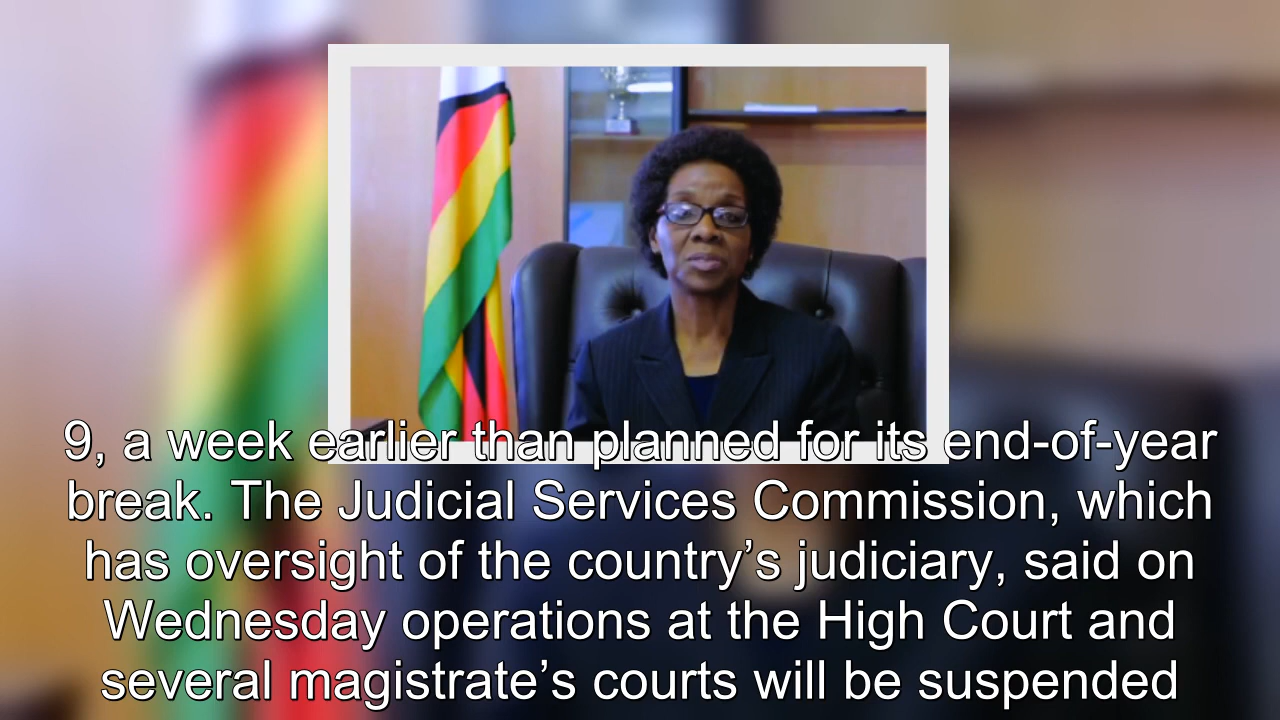 9, a week earlier than planned for its end-of-year
break. The Judicial Services Commission, which
has oversight of the country’s judiciary, said on
Wednesday operations at the High Court and
several magistrate’s courts will be suspended